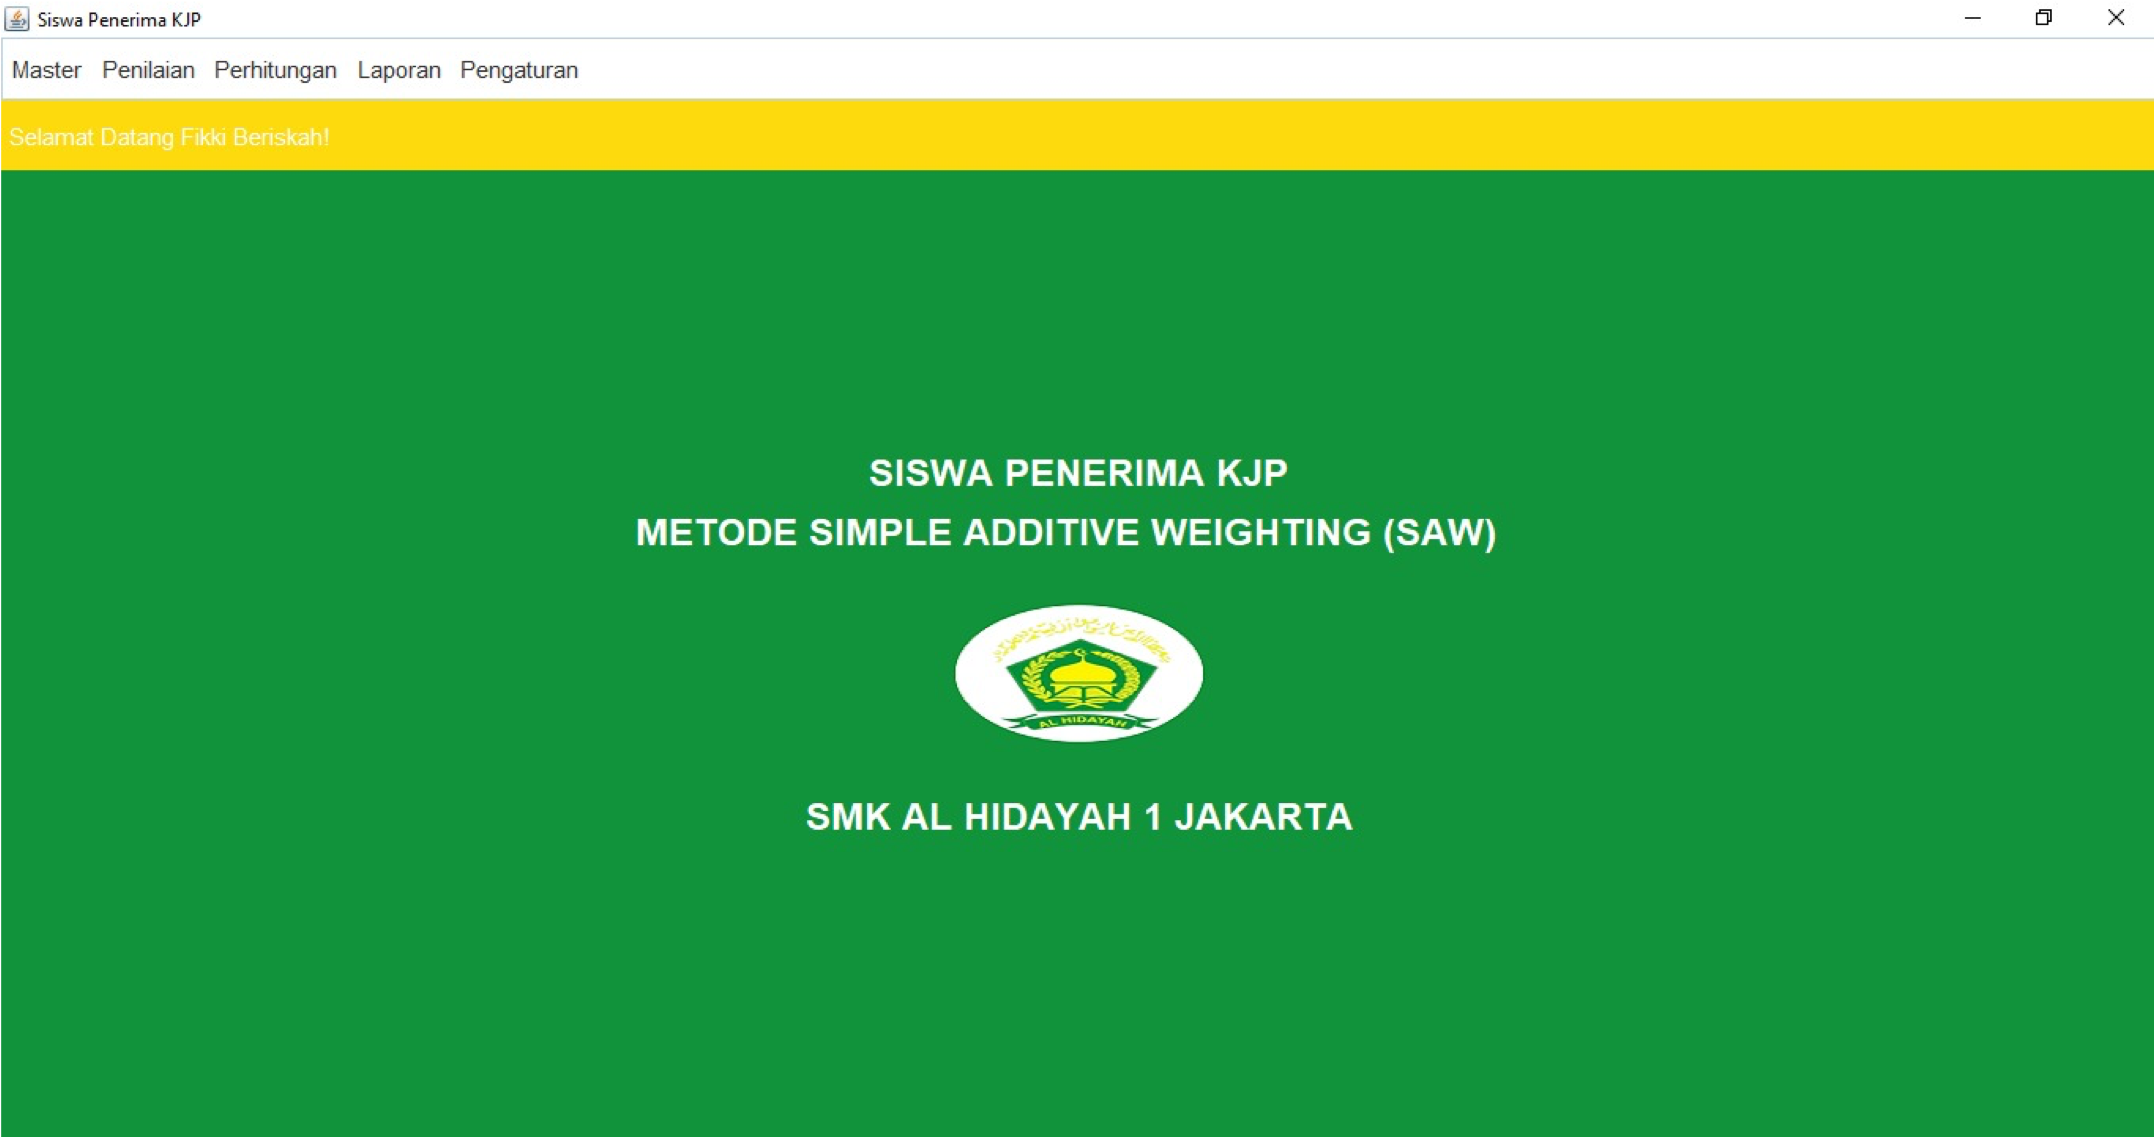 Siswa Penerima KJP
Master Penilaian Perhitungan Laporan Pengaturan
Selamat Datang Fikki Beriskah!
SISWA PENERIMA KJP
METODE SIMPLE ADDITIVE WEIGHTING (SAW)
AL HIDAYAH
SMK AL HIDAYAH 1 JAKARTA